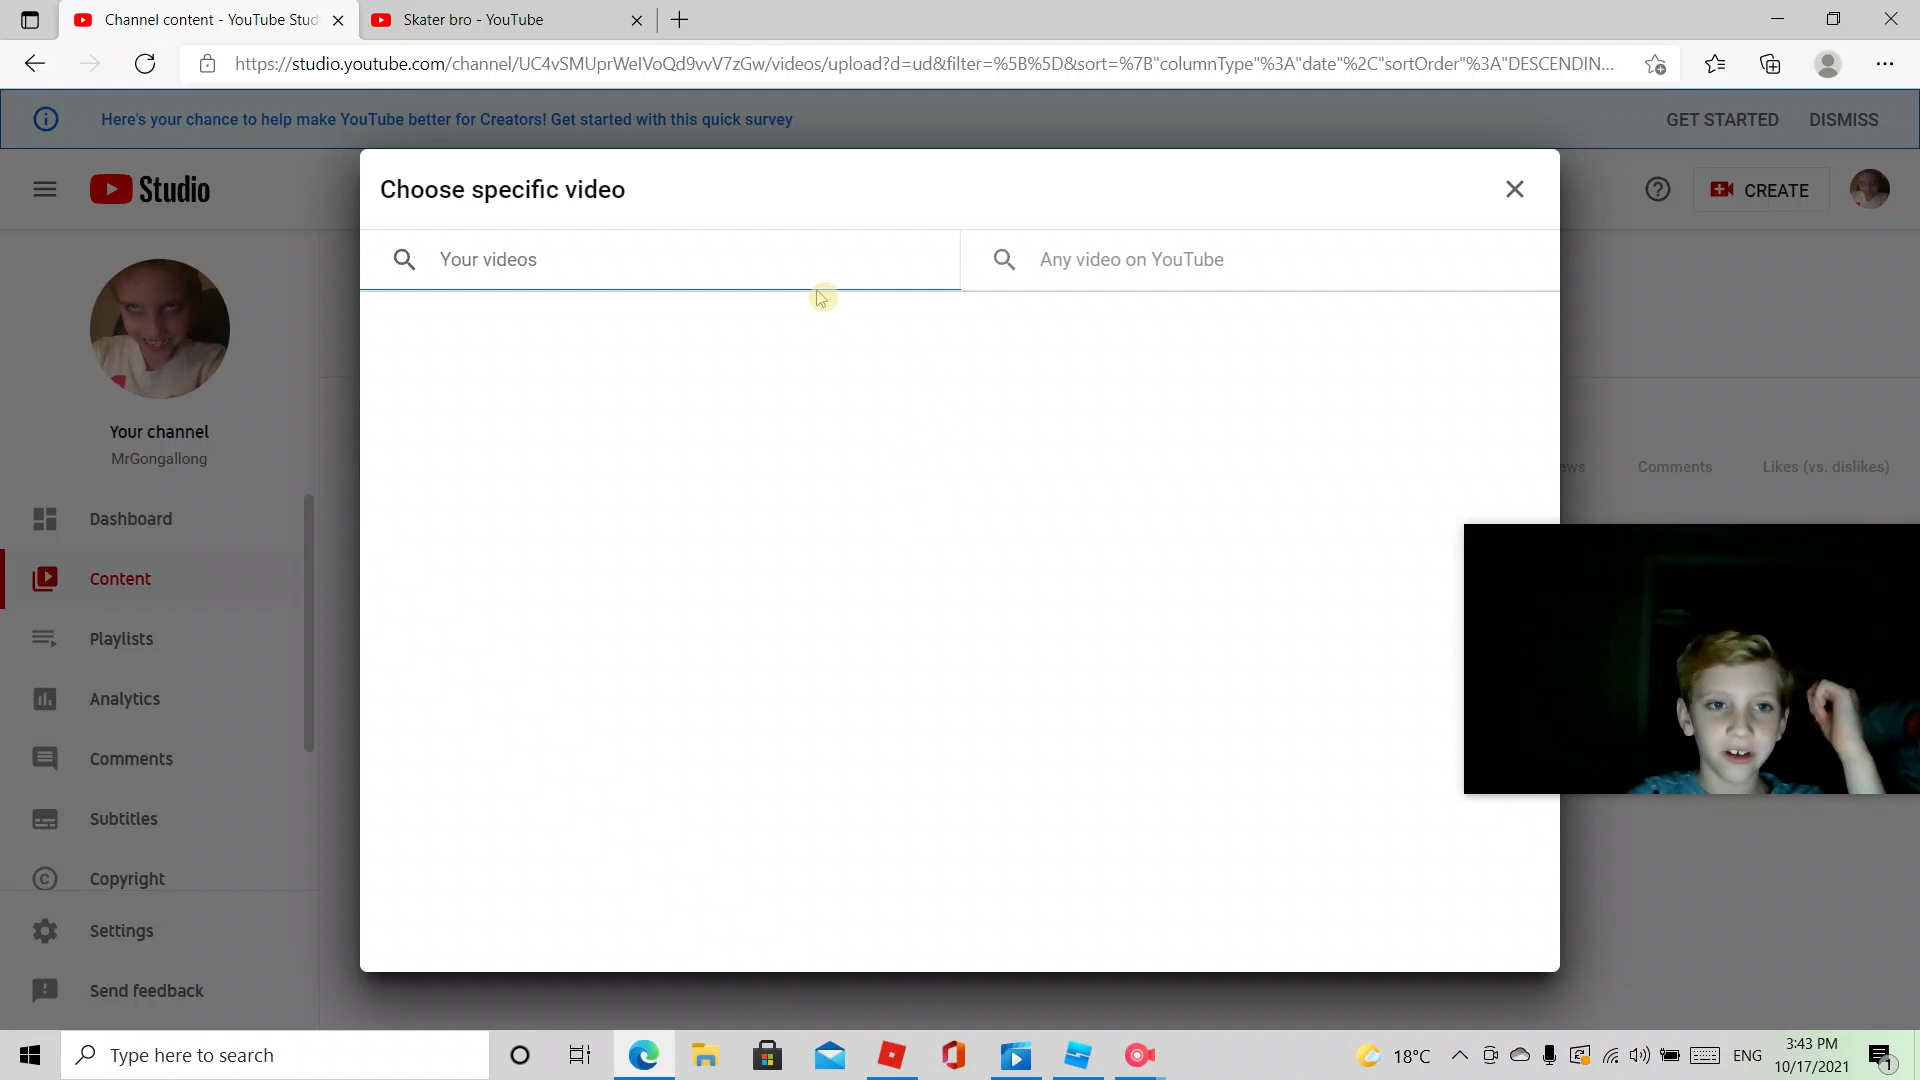 Channel content - YouTube Stud
Skater bro - YouTube
https://studio.youtube.com/channel/UC4vSMUprWeIVoQd9vvV7zGw/videos/upload?d=ud&filter=%5B%5D&sort=%7B"columnType"%3A"date"%2C"sortOrder"%3A"DESCENDIN...
Here's your chance to help make YouTube better for Creators! Get started with this quick survey
GET STARTED
DISMISS
Studio
Choose specific video
CREATE
Your videos
Any video on YouTube
Your channel
MrGongallong
ews
Comments
Likes (vs. dislikes)
Dashboard
Content
Playlists
Analytics
Comments
Subtitles
Copyright
Settings
Send feedback
Type here to search
18°C
ENG
3:43 PM
10/17/2021
1